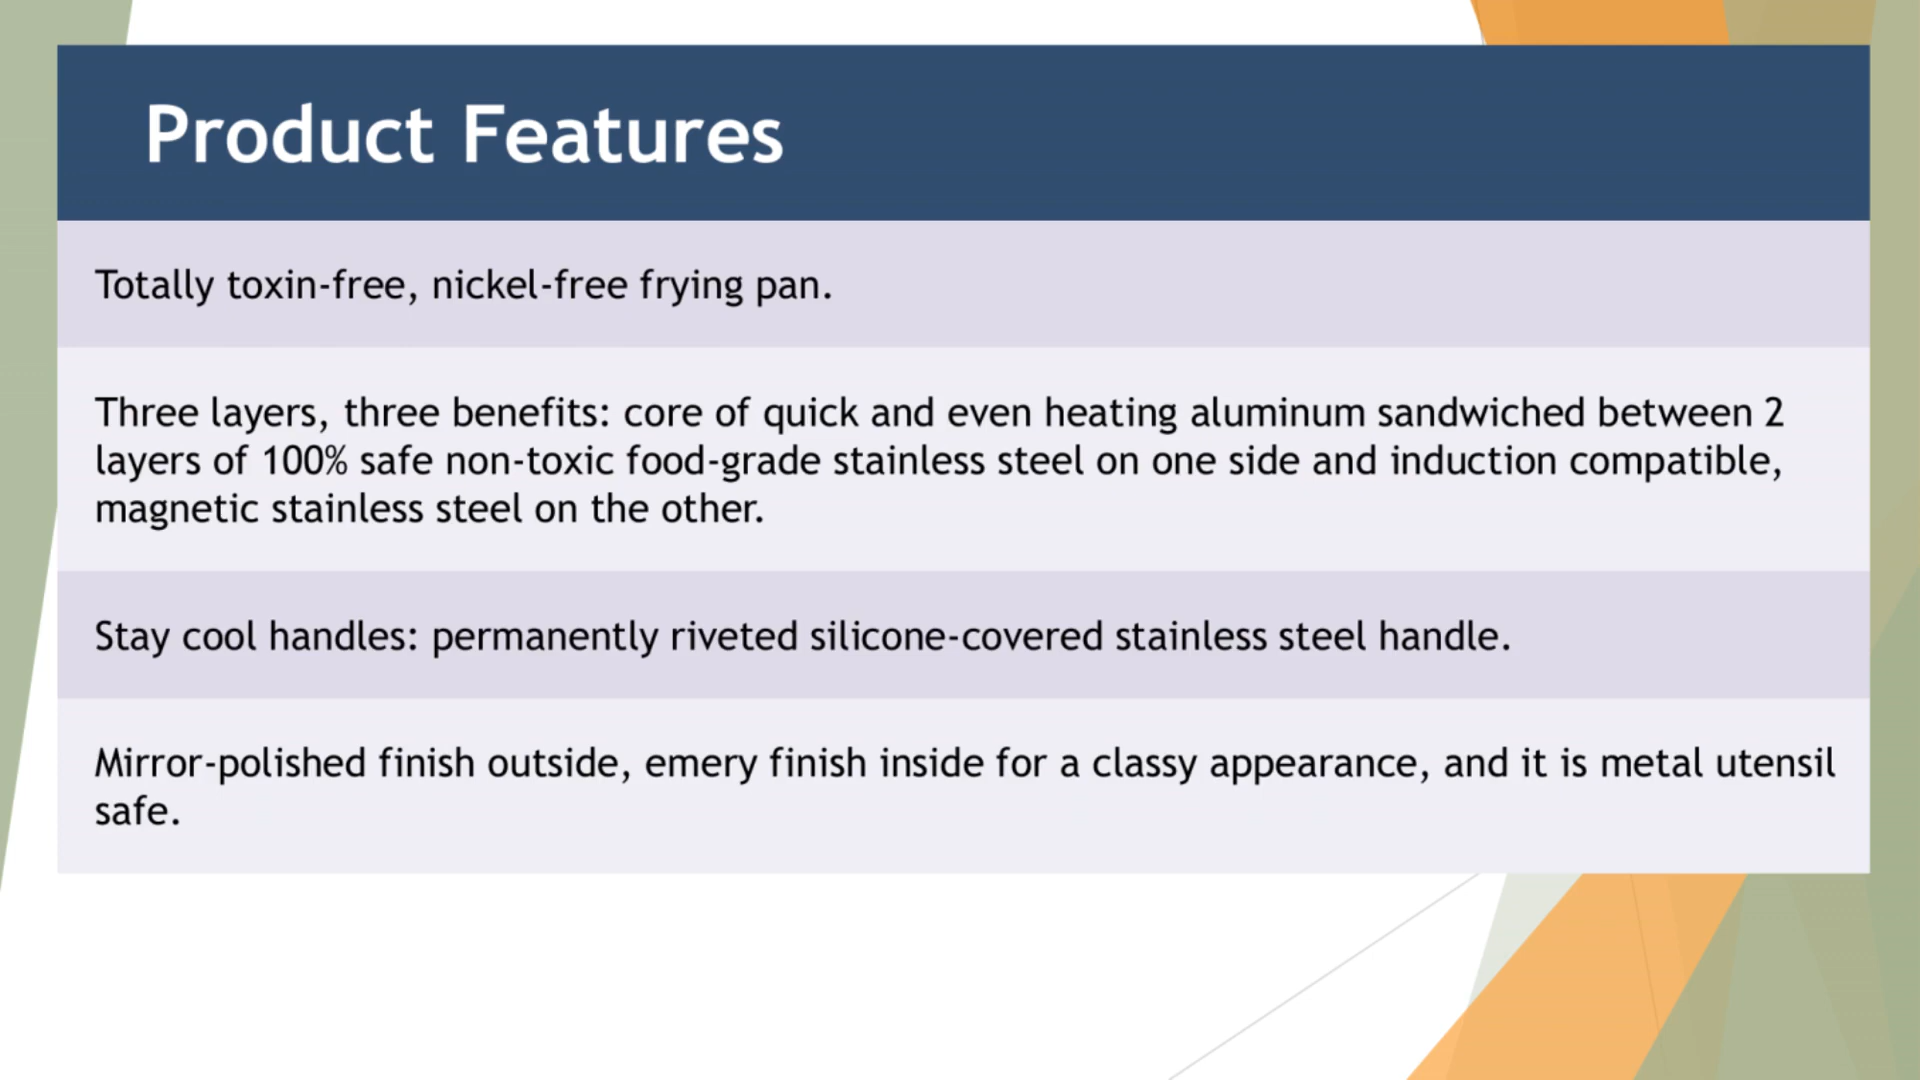 Product Features
Totally toxin-free, nickel-free frying pan.
Three layers, three benefits: core of quick and even heating aluminum sandwiched between 2
layers of 100% safe non-toxic food-grade stainless steel on one side and induction compatible,
magnetic stainless steel on the other.
Stay cool handles: permanently riveted silicone-covered stainless steel handle.
Mirror-polished finish outside, emery finish inside for a classy appearance, and it is metal utensil
safe.